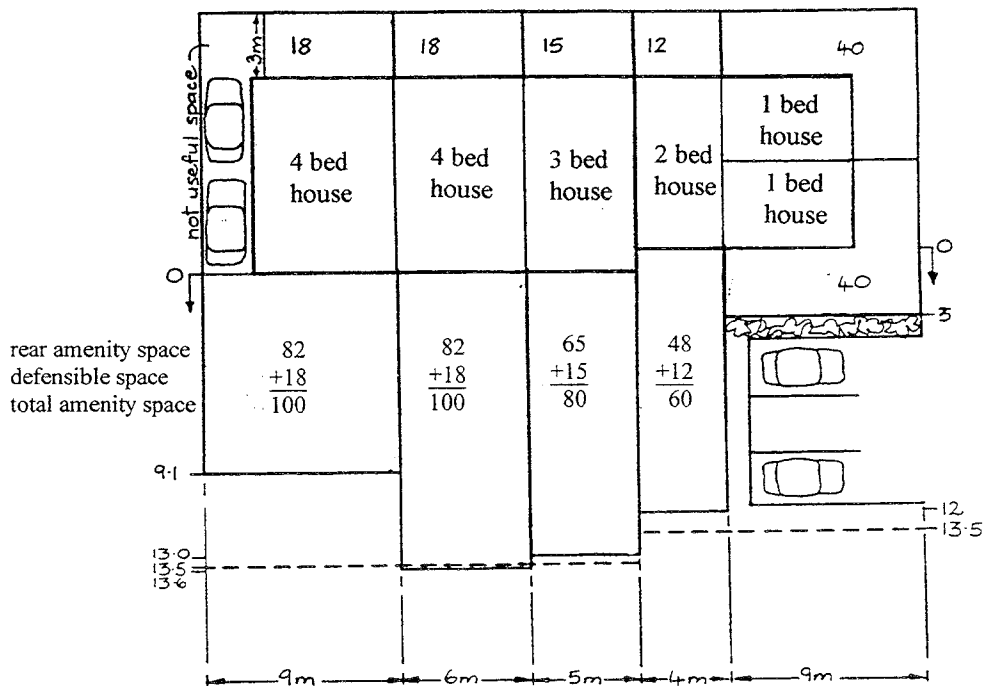 18
18
15
12
40
3m
not useful space
4 bed
house
4 bed
house
3 bed
house
2 bed
house
1 bed
house
1 bed
house
0
0
40
3
rear amenity space
defensible space
total amenity space
82
+18
100
82
+18
100
65
+15
80
48
+12
60
9.1
12
13.5
13.0
13.5
13.6
9m
6m
5m
4m
9m